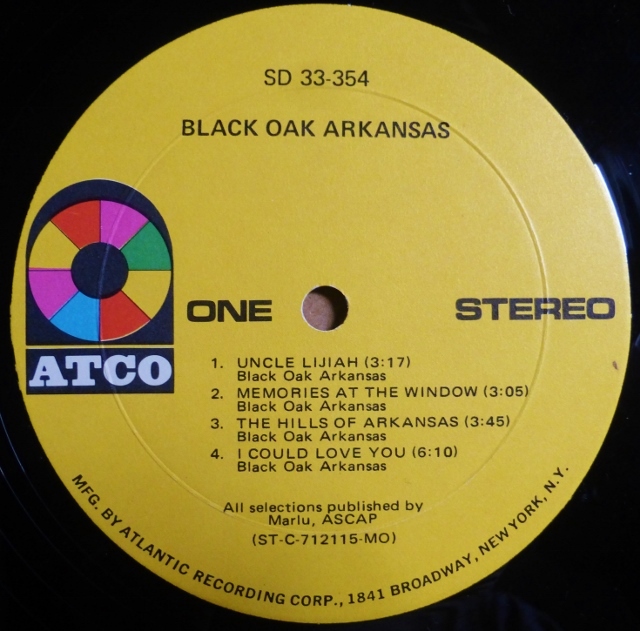 SD 33-354
BLACK OAK ARKANSAS
ATCO
ONE
STEREO
1. UNCLE LIJIAH (3:17)
Black Oak Arkansas
2. MEMORIES AT THE WINDOW (3:05)
Black Oak Arkansas
3. THE HILLS OF ARKANSAS (3:45)
Black Oak Arkansas
4. I COULD LOVE YOU (6:10)
Black Oak Arkansas
All selections published by
Marlu, ASCAP
(ST-C-712115-MO)
MFG. BY ATLANTIC RECORDING CORP., 1841 BROADWAY, NEW YORK, N.Y.